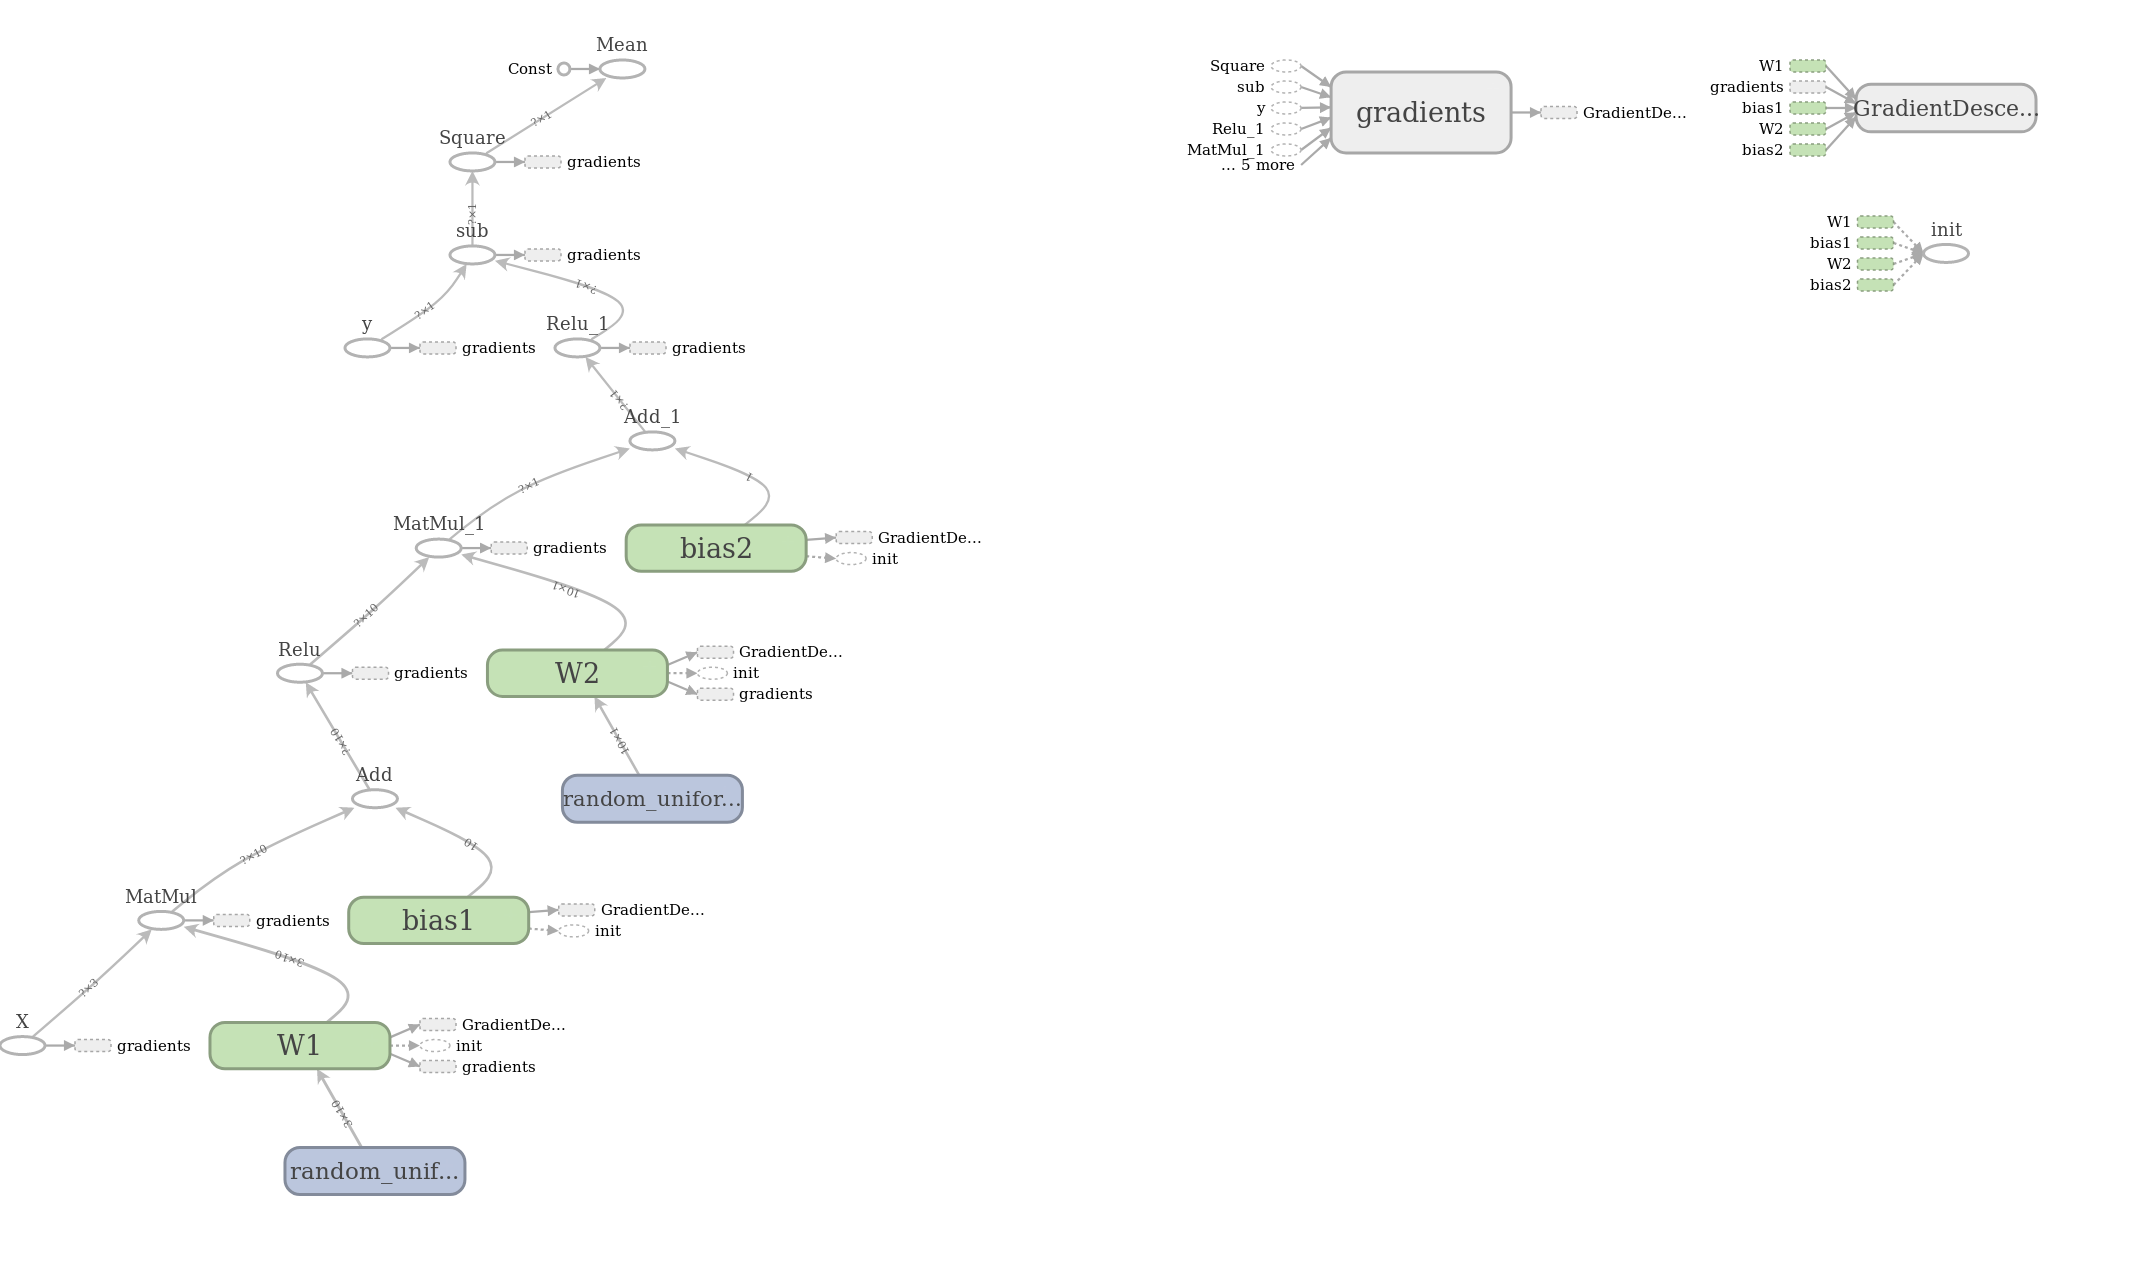 Mean
Const
?×1
Square
gradients
?×1
sub
gradients
?×1
?×1
y
gradients
Relu_1
gradients
?×1
Add_1
?×1
1
MatMul_1
gradients
bias2
GradientDe...
init
?×10
10×1
Relu
gradients
W2
GradientDe...
init
gradients
?×10
10×1
Add
random_unifor...
?×10
10
MatMul
gradients
bias1
GradientDe...
init
?×3
3×10
X
gradients
W1
GradientDe...
init
gradients
3×10
random_unif...
Square
sub
y
Relu_1
MatMul_1
... 5 more
gradients
GradientDe...
W1
gradients
bias1
W2
bias2
GradientDesce...
W1
bias1
W2
bias2
init